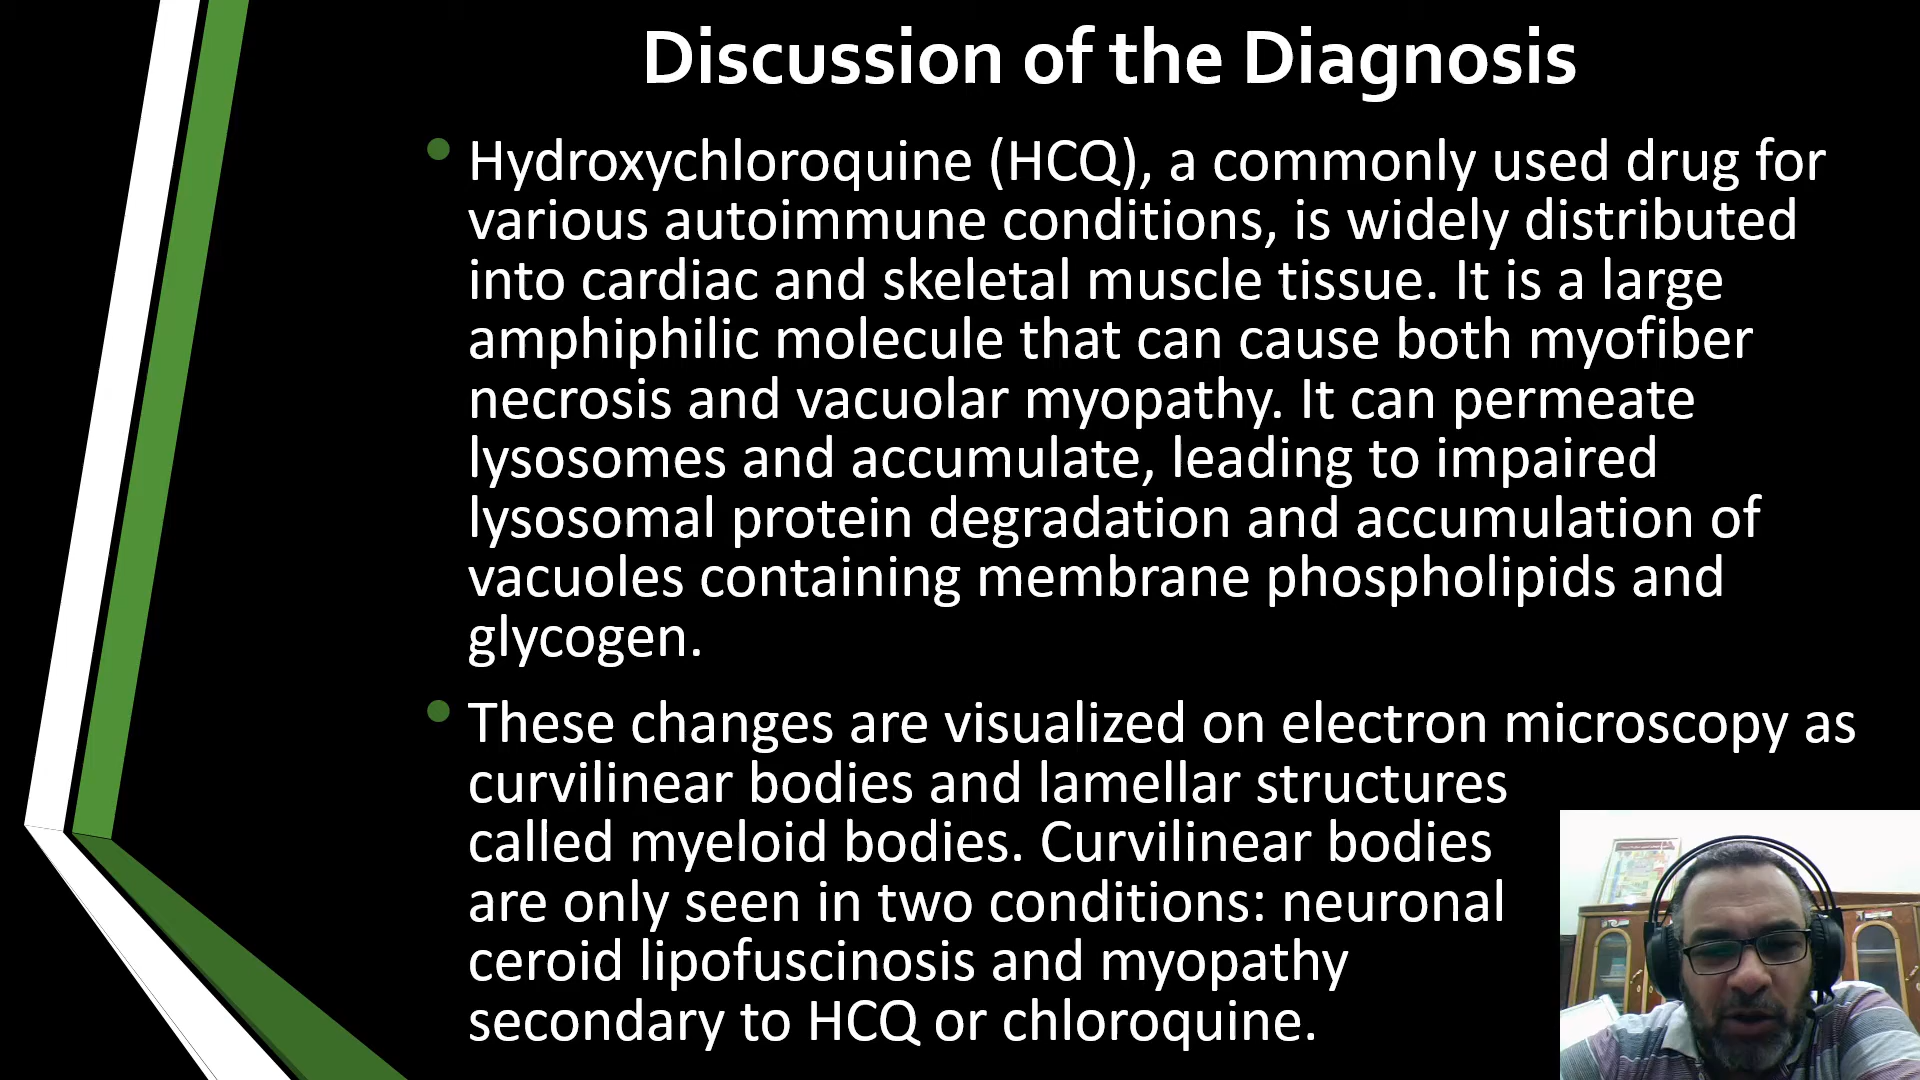 Discussion of the Diagnosis
Hydroxychloroquine (HCQ), a commonly used drug for
various autoimmune conditions, is widely distributed
into cardiac and skeletal muscle tissue. It is a large
amphiphilic molecule that can cause both myofiber
necrosis and vacuolar myopathy. It can permeate
lysosomes and accumulate, leading to impaired
lysosomal protein degradation and accumulation of
vacuoles containing membrane phospholipids and
glycogen.
These changes are visualized on electron microscopy as
curvilinear bodies and lamellar structures
called myeloid bodies. Curvilinear bodies
are only seen in two conditions: neuronal
ceroid lipofuscinosis and myopathy
secondary to HCQ or chloroquine.